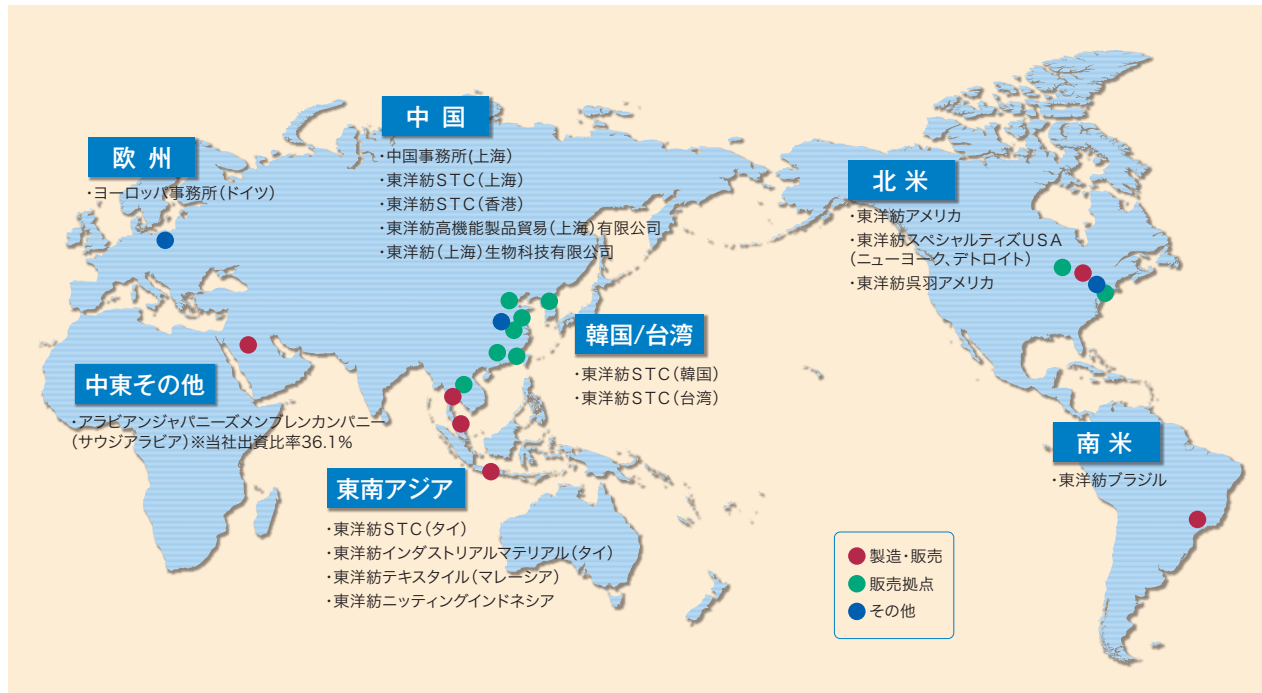 欧 州
・ヨーロッパ事務所（ドイツ）
中 国
・中国事務所(上海）
・東洋紡ＳＴＣ（上海）
・東洋紡ＳＴＣ（香港）
・東洋紡高機能製品貿易（上海）有限公司
・東洋紡（上海）生物科技有限公司
北 米
・東洋紡アメリカ
・東洋紡スペシャルティズＵＳＡ
（ニューヨーク、デトロイト）
・東洋紡呉羽アメリカ
韓国/台湾
・東洋紡ＳＴＣ（韓国）
・東洋紡ＳＴＣ（台湾）
中東その他
・アラビアンジャパニーズメンブレンカンパニー
（サウジアラビア）※当社出資比率36.1%
東南アジア
・東洋紡ＳＴＣ（タイ）
・東洋紡インダストリアルマテリアル（タイ）
・東洋紡テキスタイル（マレーシア）
・東洋紡ニッティングインドネシア
南 米
・東洋紡ブラジル
製造・販売
販売拠点
その他